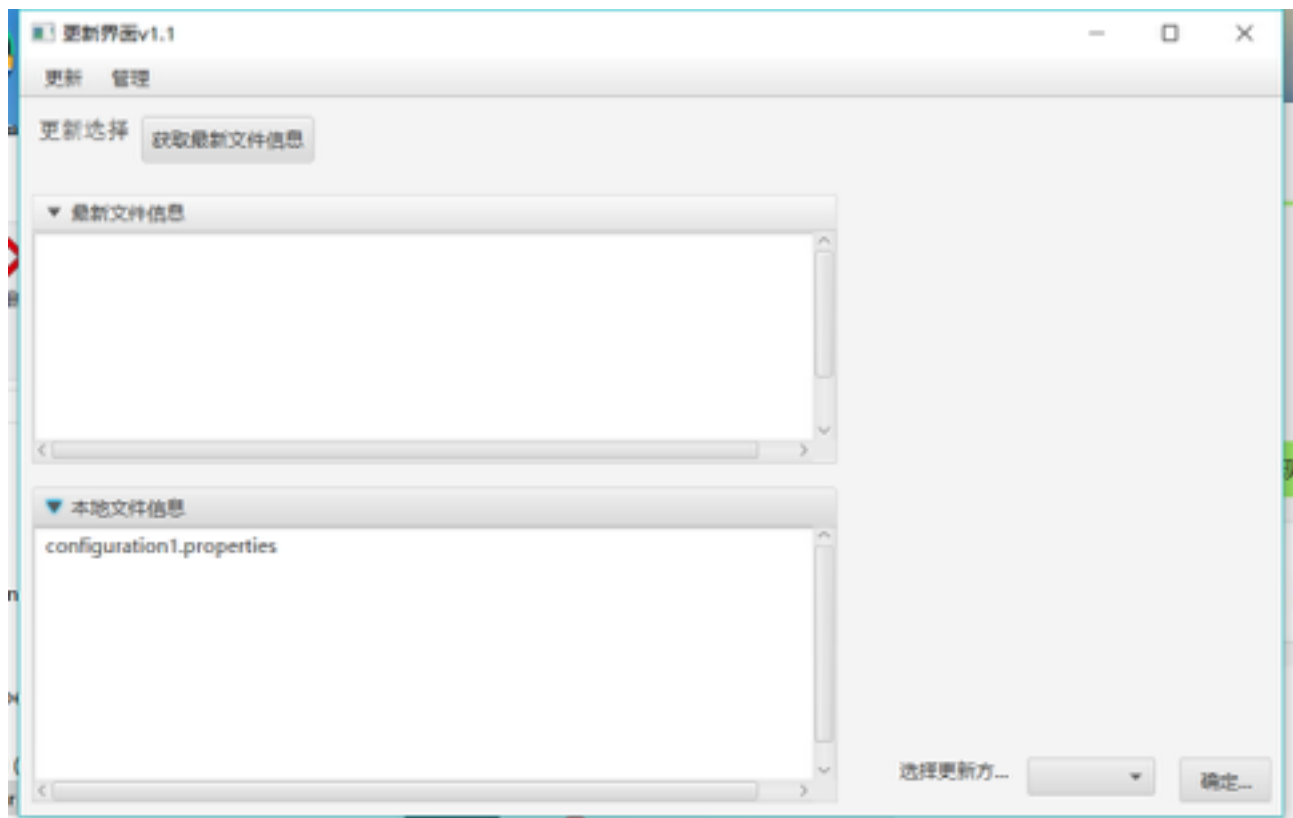 更新界面v1.1
更新 管理
更新选择 获取最新文件信息
最新文件信息
本地文件信息
configuration1.properties
选择更新方... 确定...